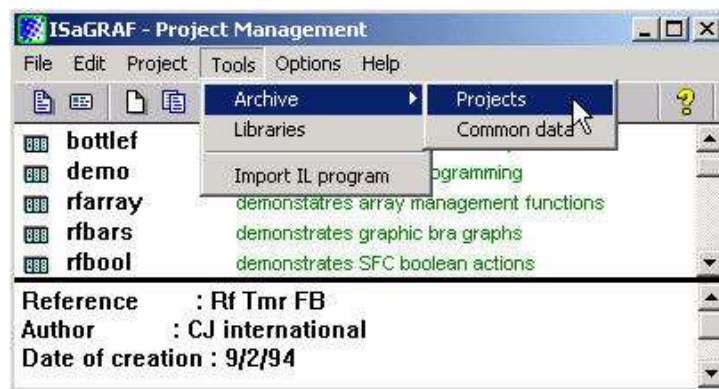 ISaGRAF - Project Management
File Edit Project Tools Options Help
Archive Projects
Libraries Common data
Import IL program
bottlef
demo ogramming
rfarray demonstatres array management functions
rfbars demonstrates graphic bra graphs
rfbool demonstrates SFC boolean actions
Reference : Rf Tmr FB
Author : CJ international
Date of creation : 9/2/94